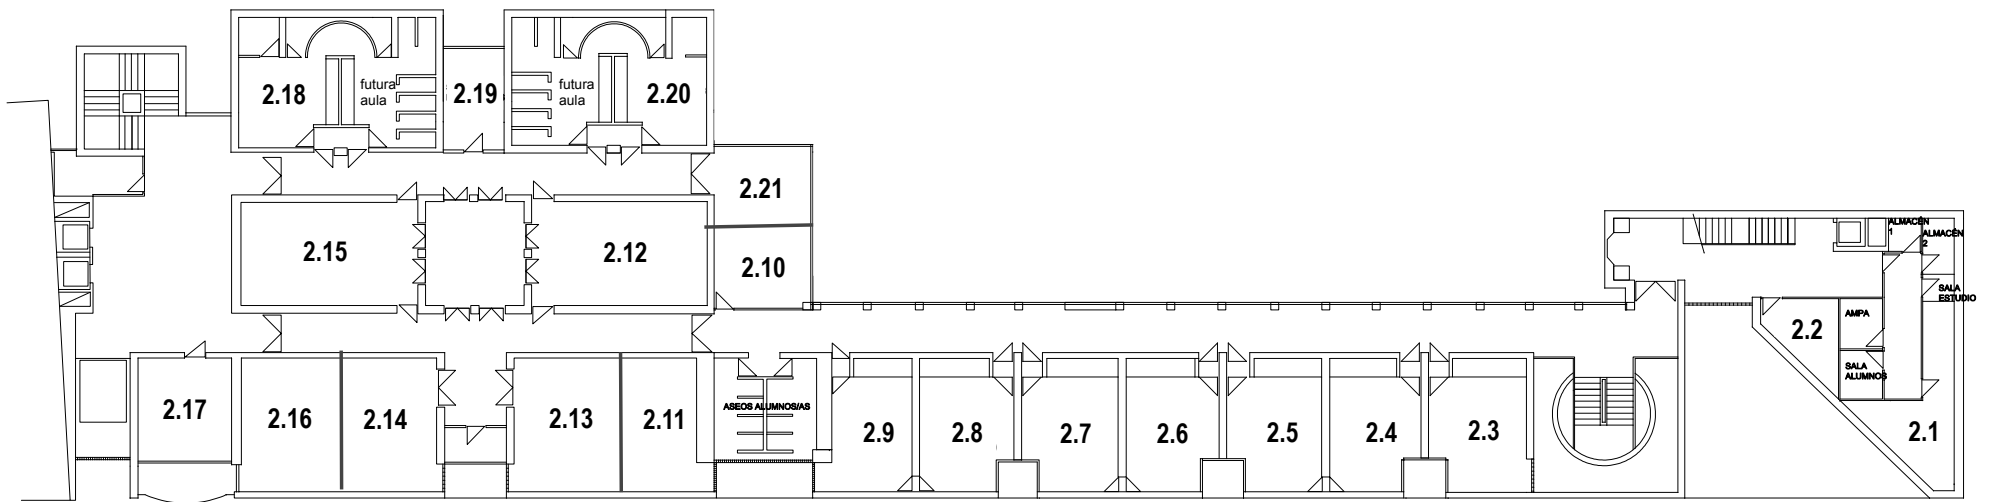 2.18
futura
aula
2.19
futura
aula
2.20
2.21
2.15
2.12
2.10
ALMACÉN
1
ALMACÉN
2
SALA
ESTUDIO
AMPA
2.2
SALA
ALUMNOS
2.17
2.16
2.14
2.13
2.11
ASEOS ALUMNOS/AS
2.9
2.8
2.7
2.6
2.5
2.4
2.3
2.1